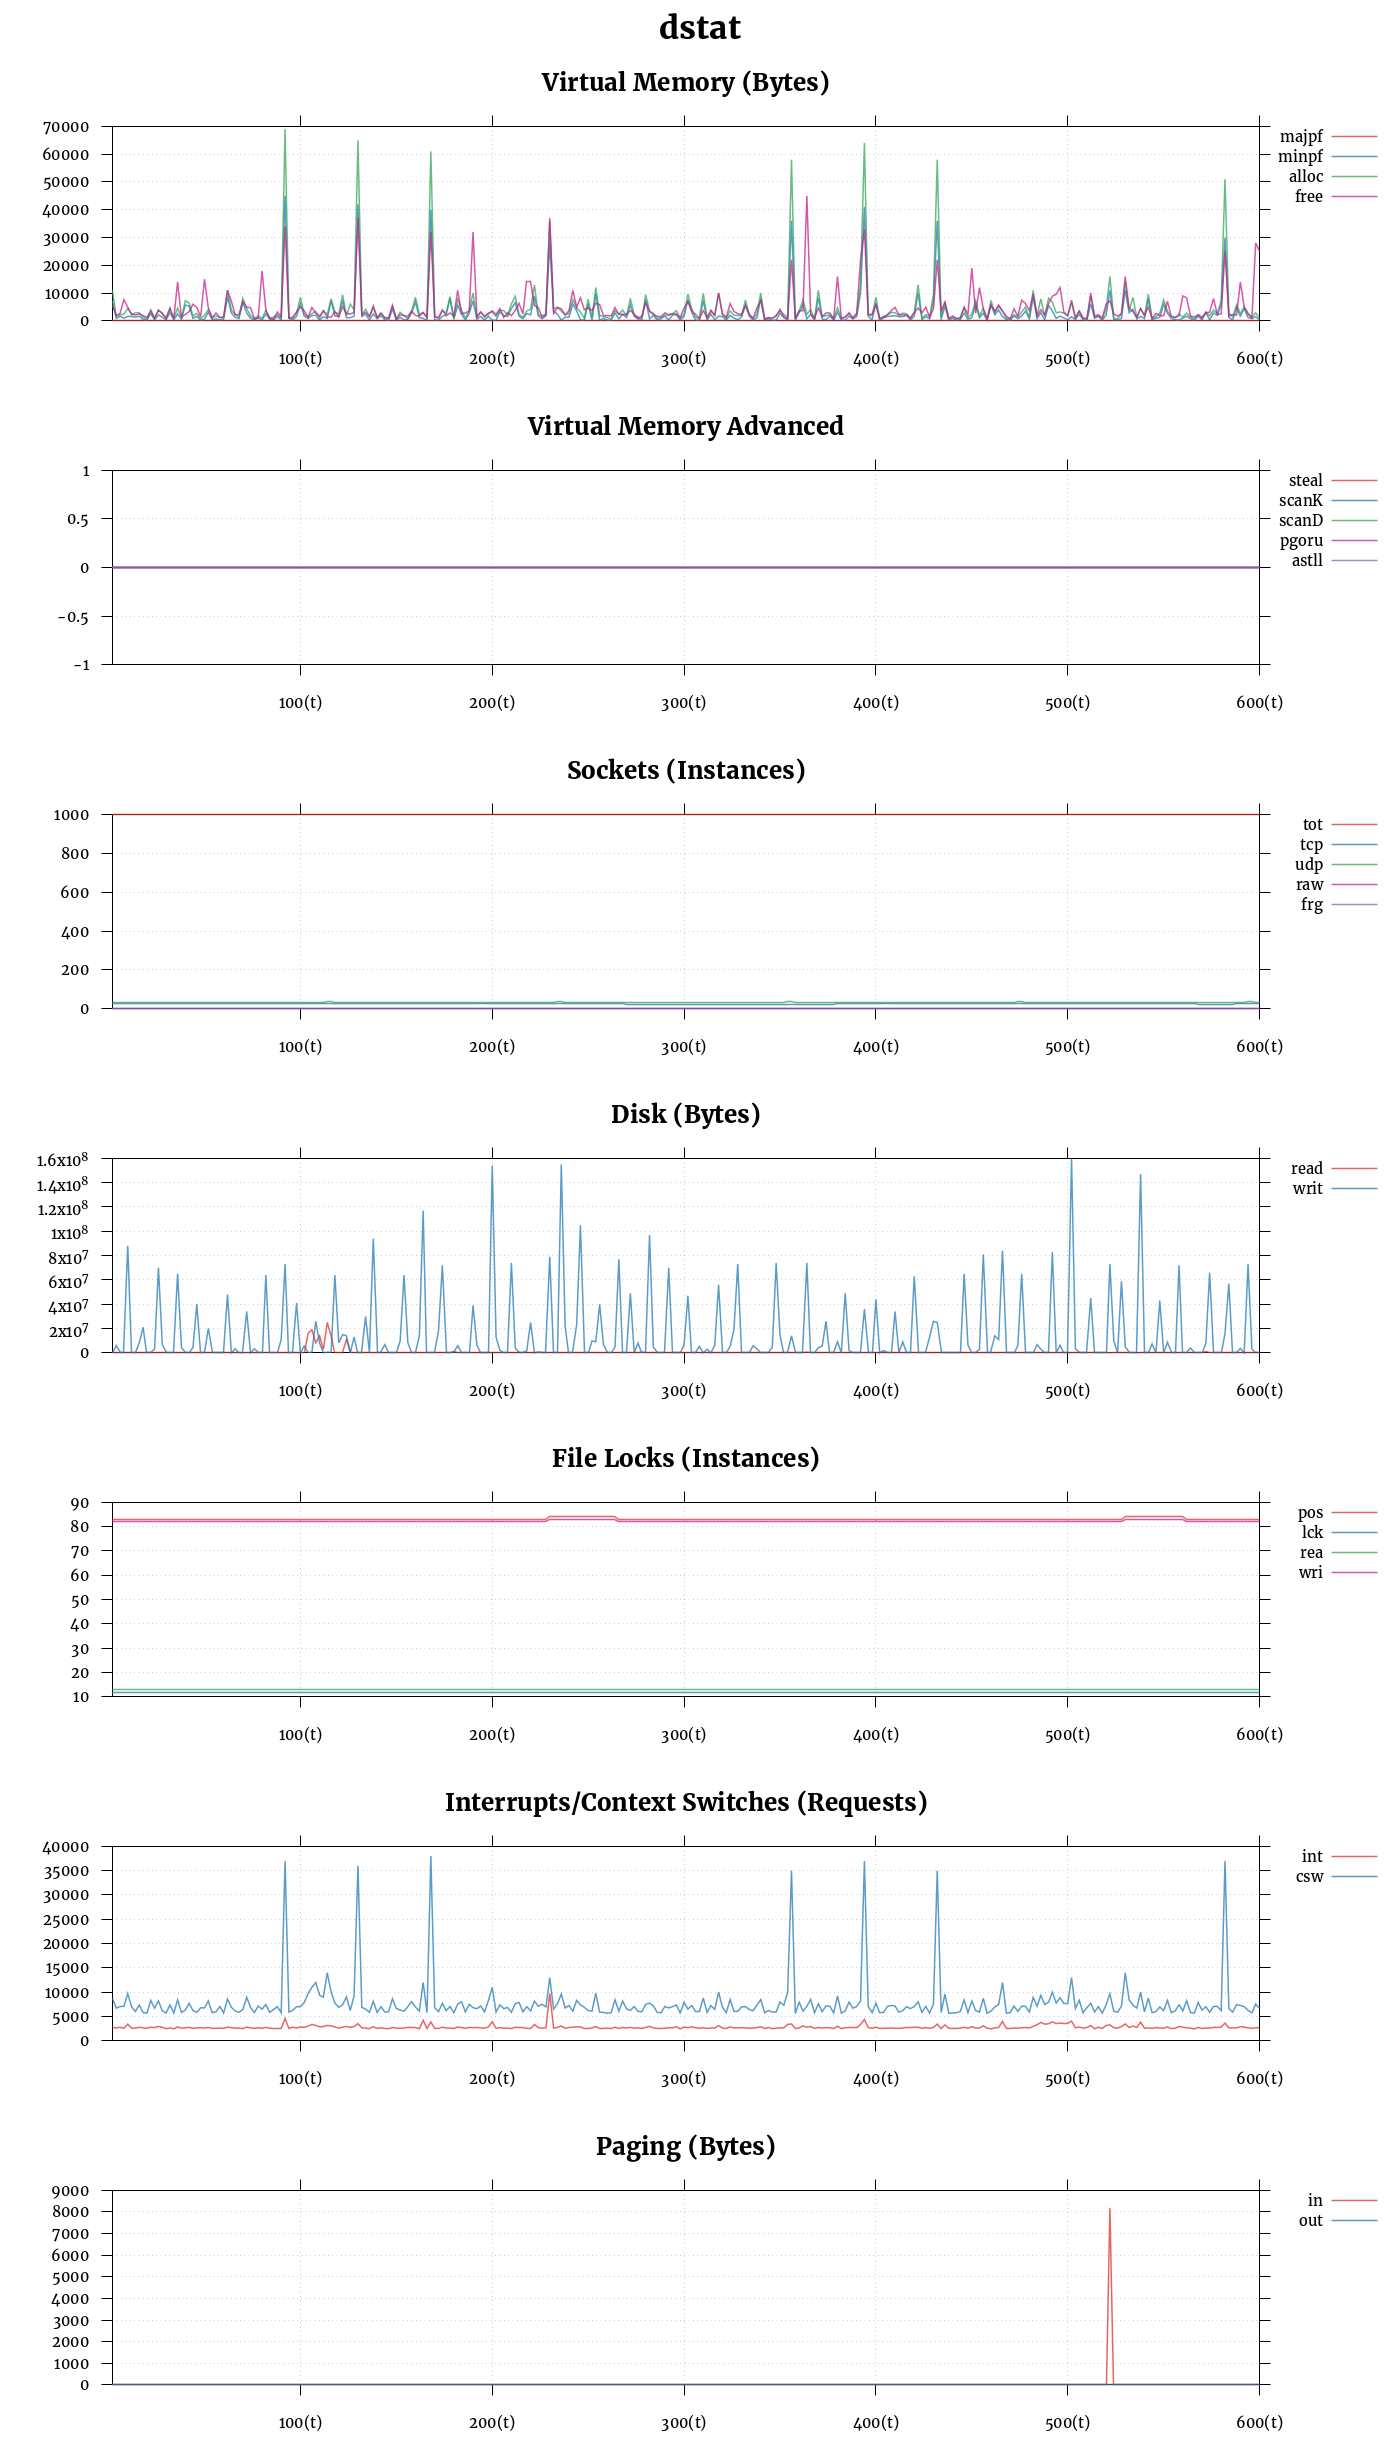 dstat
Virtual Memory (Bytes)
70000
60000
50000
40000
30000
20000
10000
0
100(t) 200(t) 300(t) 400(t) 500(t) 600(t)
majpf
minpf
alloc
free
Virtual Memory Advanced
1
0.5
0
-0.5
-1
100(t) 200(t) 300(t) 400(t) 500(t) 600(t)
steal
scanK
scanD
pgoru
astll
Sockets (Instances)
1000
800
600
400
200
0
100(t) 200(t) 300(t) 400(t) 500(t) 600(t)
tot
tcp
udp
raw
frg
Disk (Bytes)
1.6x10⁸
1.4x10⁸
1.2x10⁸
1x10⁸
8x10⁷
6x10⁷
4x10⁷
2x10⁷
0
100(t) 200(t) 300(t) 400(t) 500(t) 600(t)
read
writ
File Locks (Instances)
90
80
70
60
50
40
30
20
10
100(t) 200(t) 300(t) 400(t) 500(t) 600(t)
pos
lck
rea
wri
Interrupts/Context Switches (Requests)
40000
35000
30000
25000
20000
15000
10000
5000
0
100(t) 200(t) 300(t) 400(t) 500(t) 600(t)
int
csw
Paging (Bytes)
9000
8000
7000
6000
5000
4000
3000
2000
1000
0
100(t) 200(t) 300(t) 400(t) 500(t) 600(t)
in
out